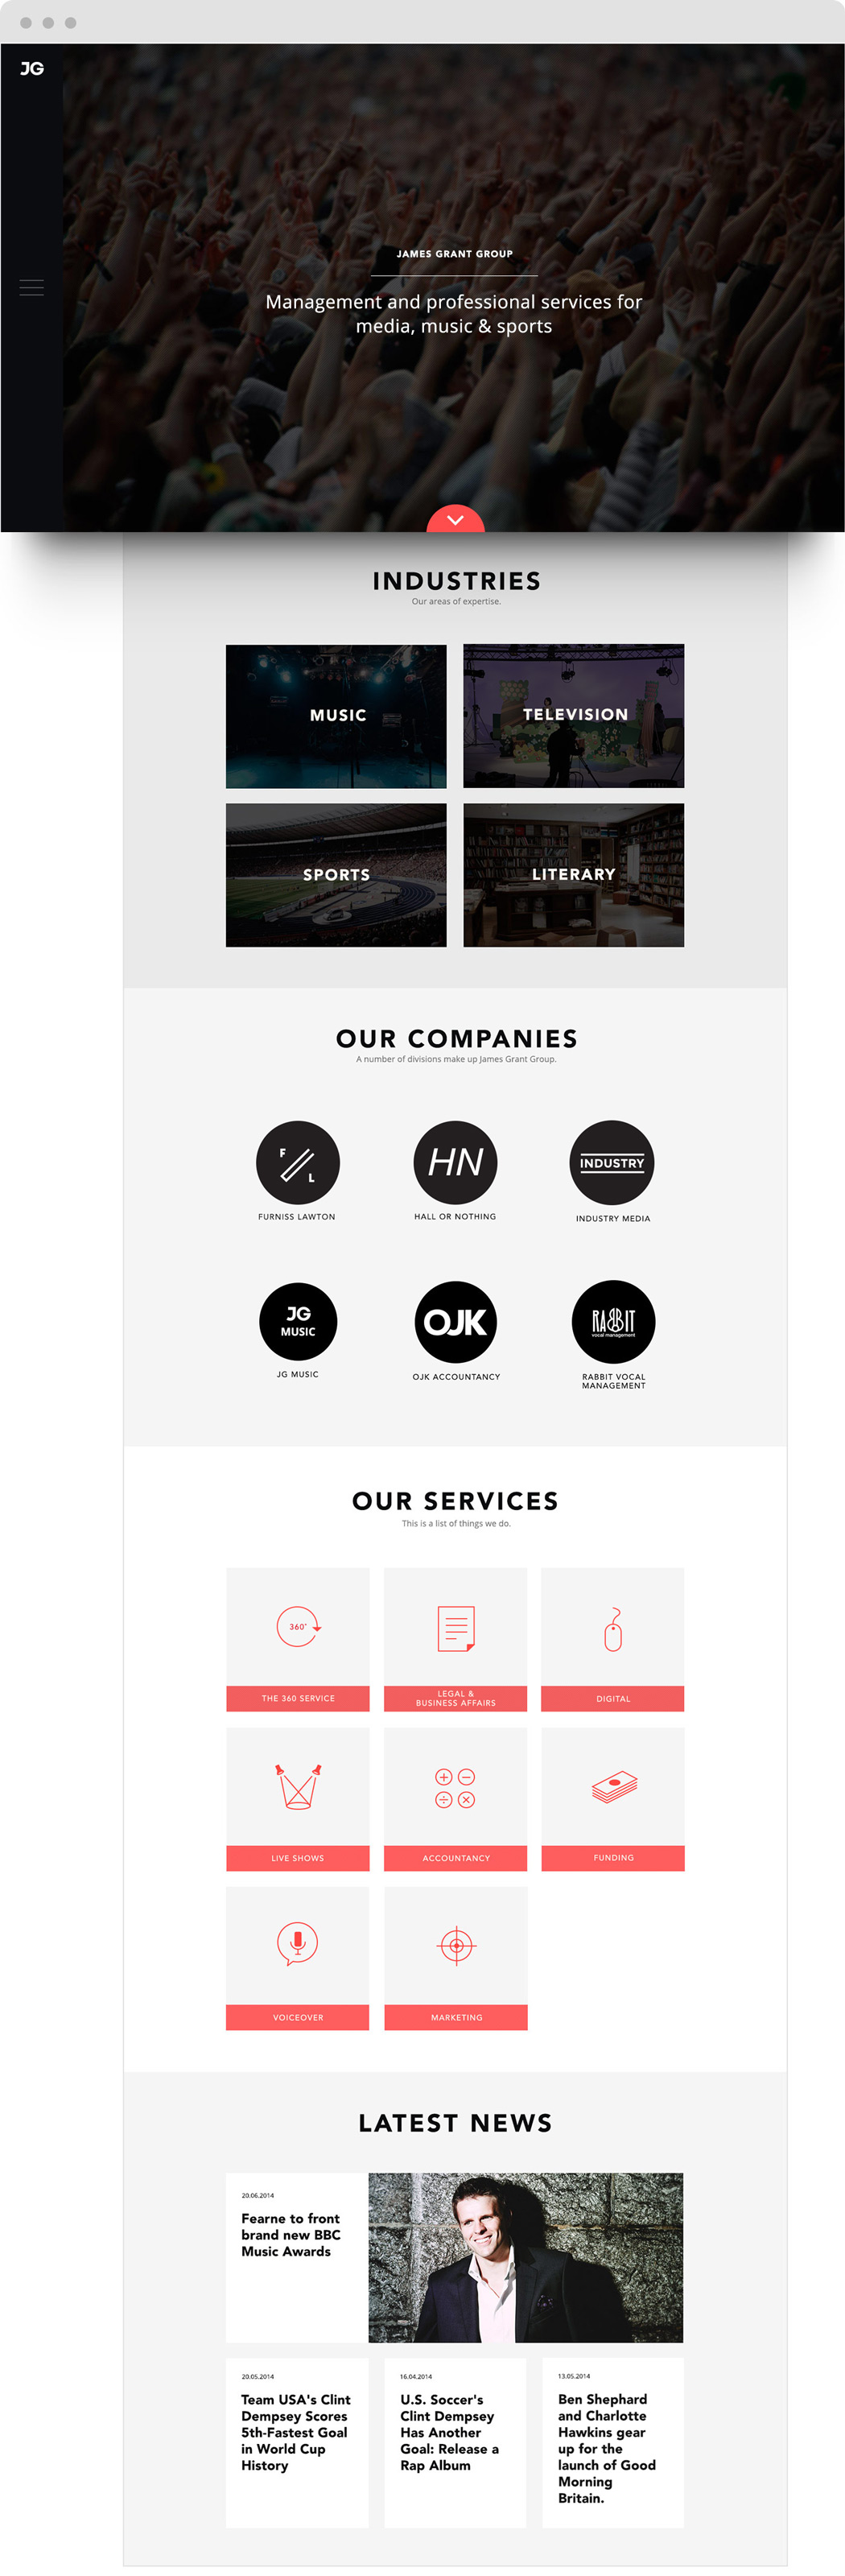 JG
JAMES GRANT GROUP
Management and professional services for
media, music & sports
INDUSTRIES
Our areas of expertise.
MUSIC
TELEVISION
SPORTS
LITERARY
OUR COMPANIES
A number of divisions make up James Grant Group.
F
L
HN
INDUSTRY
FURNISS LAWTON
HALL OR NOTHING
INDUSTRY MEDIA
JG
MUSIC
OJK
RABBIT
vocal management
JG MUSIC
OJK ACCOUNTANCY
RABBIT VOCAL
MANAGEMENT
OUR SERVICES
This is a list of things we do.
360°
THE 360 SERVICE
LEGAL &
BUSINESS AFFAIRS
DIGITAL
LIVE SHOWS
ACCOUNTANCY
FUNDING
VOICEOVER
MARKETING
LATEST NEWS
20.06.2014
Fearne to front
brand new BBC
Music Awards
20.05.2014
Team USA's Clint
Dempsey Scores
5th-Fastest Goal
in World Cup
History
16.04.2014
U.S. Soccer's
Clint Dempsey
Has Another
Goal: Release a
Rap Album
13.05.2014
Ben Shephard
and Charlotte
Hawkins gear
up for the
launch of Good
Morning
Britain.